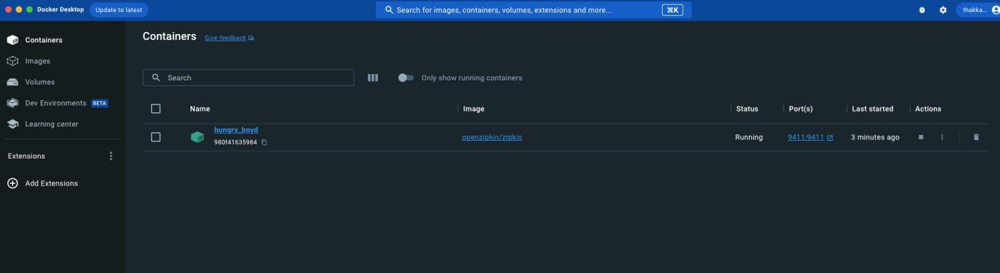 Docker Desktop Update to latest Search for images, containers, volumes, extensions and more... ⌘K thakka...
Containers
Images
Volumes
Dev Environments BETA
Learning center
Extensions
Add Extensions
Containers Give feedback
Search Only show running containers
Name Image Status Port(s) Last started Actions
hungry_boyd openzipkin/zipkin Running 9411:9411 3 minutes ago
980f41635984